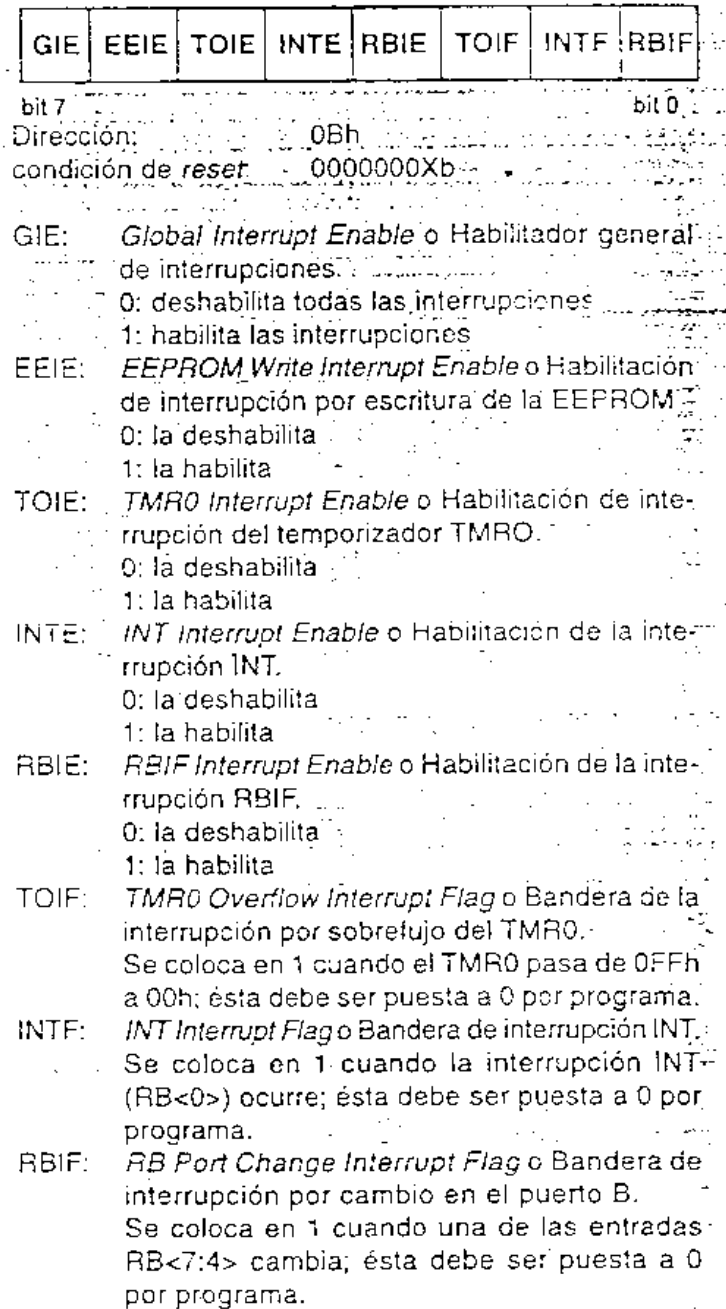 GIE EEIE TOIE INTE RBIE TOIF INTF RBIF
bit 7 bit 0
Dirección: 0Bh
condición de reset: 0000000Xb
GIE: Global Interrupt Enable o Habilitador general
de interrupciones.
0: deshabilita todas las interrupciones
1: habilita las interrupciones
EEIE: EEPROM Write Interrupt Enable o Habilitación
de interrupción por escritura de la EEPROM
0: la deshabilita
1: la habilita
TOIE: TMR0 Interrupt Enable o Habilitación de inte-
rrupción del temporizador TMRO.
0: la deshabilita
1: la habilita
INTE: INT Interrupt Enable o Habilitación de la inte-
rrupción INT.
0: la deshabilita
1: la habilita
RBIE: RBIF Interrupt Enable o Habilitación de la inte-
rrupción RBIF.
0: la deshabilita
1: la habilita
TOIF: TMR0 Overflow Interrupt Flag o Bandera de la
interrupción por sobreflujo del TMR0.
Se coloca en 1 cuando el TMR0 pasa de 0FFh
a 00h; ésta debe ser puesta a 0 por programa.
INTF: INT Interrupt Flag o Bandera de interrupción INT.
Se coloca en 1 cuando la interrupción INT
(RB<0>) ocurre; ésta debe ser puesta a 0 por
programa.
RBIF: RB Port Change Interrupt Flag o Bandera de
interrupción por cambio en el puerto B.
Se coloca en 1 cuando una de las entradas
RB<7:4> cambia; ésta debe ser puesta a 0
por programa.